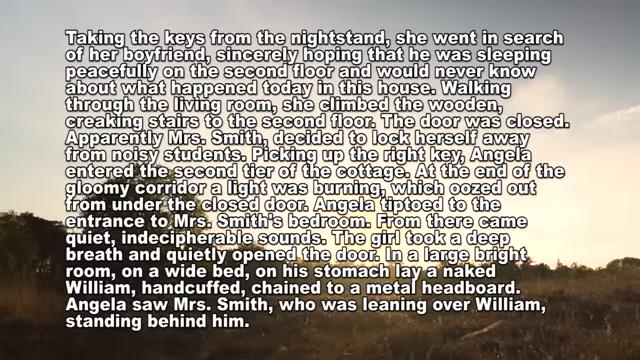 Taking the keys from the nightstand, she went in search
of her boyfriend, sincerely hoping that he was sleeping
peacefully on the second floor and would never know
about what happened today in this house. Walking
through the living room, she climbed the wooden,
creaking stairs to the second floor. The door was closed.
Apparently Mrs. Smith, decided to lock herself away
from noisy students. Picking up the right key, Angela
entered the second tier of the cottage. At the end of the
gloomy corridor a light was burning, which oozed out
from under the closed door. Angela tiptoed to the
entrance to Mrs. Smith's bedroom. From there came
quiet, indecipherable sounds. The girl took a deep
breath and quietly opened the door. In a large bright
room, on a wide bed, on his stomach lay a naked
William, handcuffed, chained to a metal headboard.
Angela saw Mrs. Smith, who was leaning over William,
standing behind him.